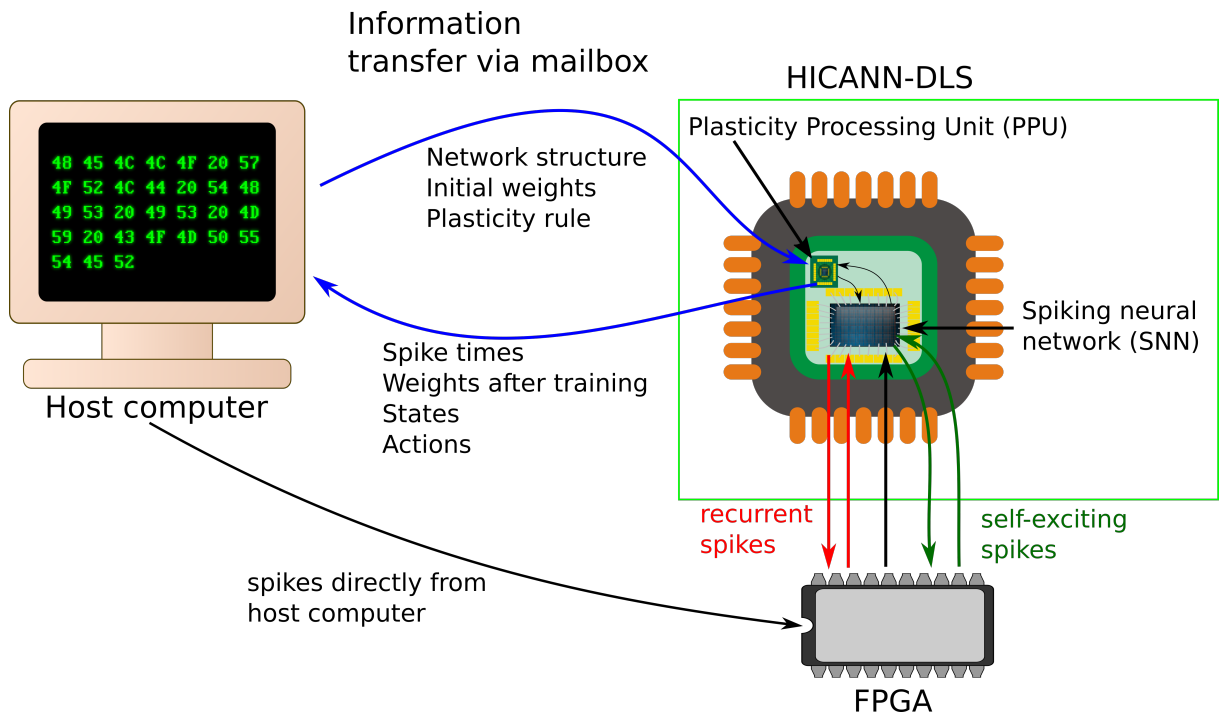 Information
transfer via mailbox
HICANN-DLS
Plasticity Processing Unit (PPU)
48 45 4C 4C 4F 20 57
4F 52 4C 44 20 54 48
49 53 20 49 53 20 4D
59 20 43 4F 4D 50 55
54 45 52
Network structure
Initial weights
Plasticity rule
Spiking neural
network (SNN)
Spike times
Weights after training
States
Actions
Host computer
recurrent
spikes
self-exciting
spikes
spikes directly from
host computer
FPGA